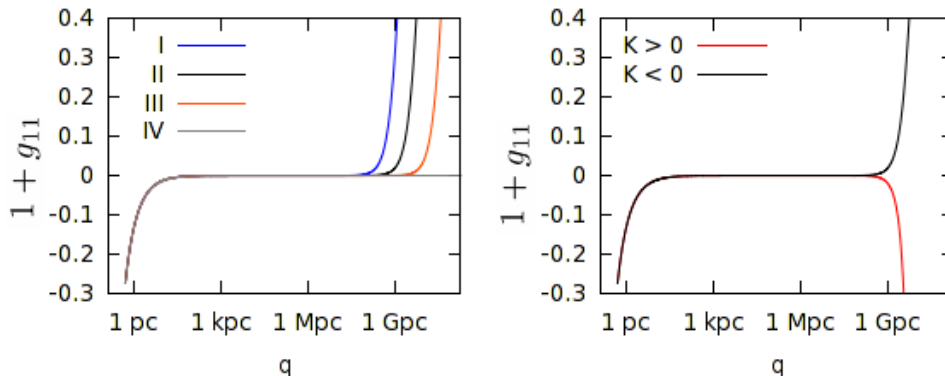 0.4
0.3
0.2
0.1
0
-0.1
-0.2
-0.3
1 + g11
I
II
III
IV
1 pc
1 kpc
1 Mpc
1 Gpc
q
0.4
0.3
0.2
0.1
0
-0.1
-0.2
-0.3
1 + g11
K > 0
K < 0
1 pc
1 kpc
1 Mpc
1 Gpc
q